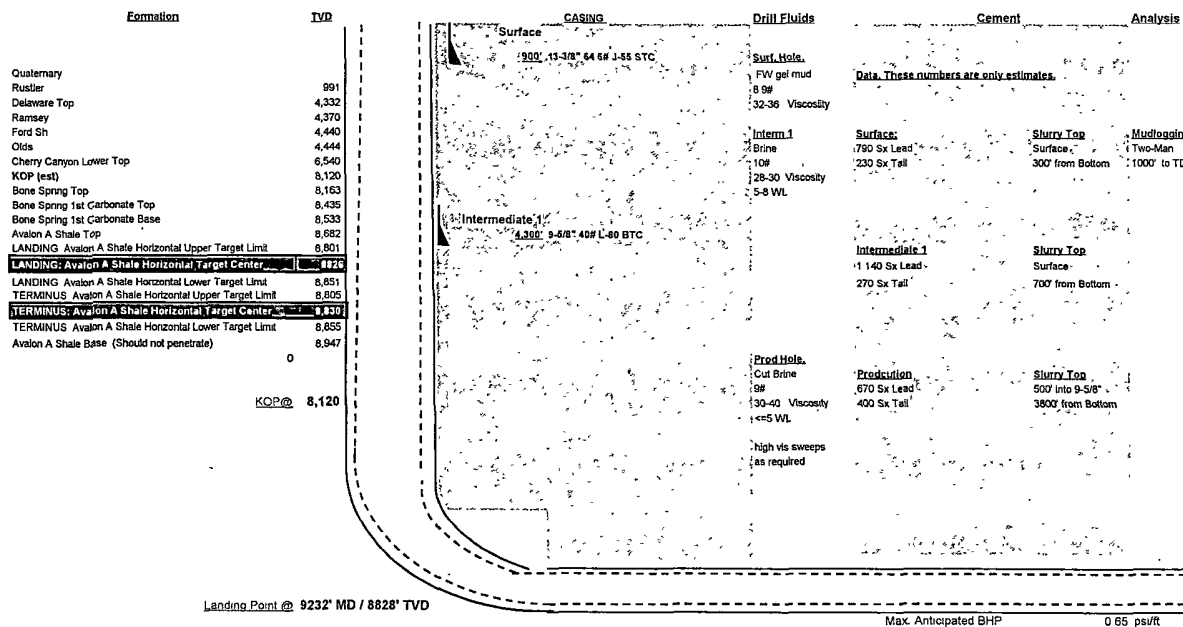 Formation TVD CASING Drill Fluids Cement Analysis
Surface
900' 13-3/8" 64 5# J-55 STC
Surf. Hole.
FW gel mud
8 9#
32-36 Viscosity
Data. These numbers are only estimates.
Quaternary
Rustler 991
Delaware Top 4,332
Ramsey 4,370
Ford Sh 4,440
Olds 4,444
Cherry Canyon Lower Top 6,540
KOP (est) 8,120
Bone Spring Top 8,163
Bone Spring 1st Carbonate Top 8,435
Bone Spring 1st Carbonate Base 8,533
Avalon A Shale Top 8,682
LANDING Avalon A Shale Horizontal Upper Target Limit 8,801
LANDING: Avalon A Shale Horizontal Target Center 8826
LANDING Avalon A Shale Horizontal Lower Target Limit 8,851
TERMINUS Avalon A Shale Horizontal Upper Target Limit 8,805
TERMINUS: Avalon A Shale Horizontal Target Center 8,830
TERMINUS Avalon A Shale Horizontal Lower Target Limit 8,855
Avalon A Shale Base (Should not penetrate) 8,947
0
KOP@ 8,120
Interm 1
Brine
10#
28-30 Viscosity
5-8 WL
Surface: Slurry Top Mudloggin
790 Sx Lead Surface Two-Man
230 Sx Tail 300' from Bottom 1000' to TD
Intermediate 1
4,300' 9-5/8" 40# L-80 BTC
Intermediate 1 Slurry Top
1 140 Sx Lead Surface
270 Sx Tail 700' from Bottom
Prod Hole.
Cut Brine
9#
30-40 Viscosity
<=5 WL
high vis sweeps
as required
Prodcution Slurry Top
670 Sx Lead 500' into 9-5/8"
400 Sx Tail 3800' from Bottom
Landing Point @ 9232' MD / 8828' TVD
Max. Anticipated BHP 0 65 psi/ft